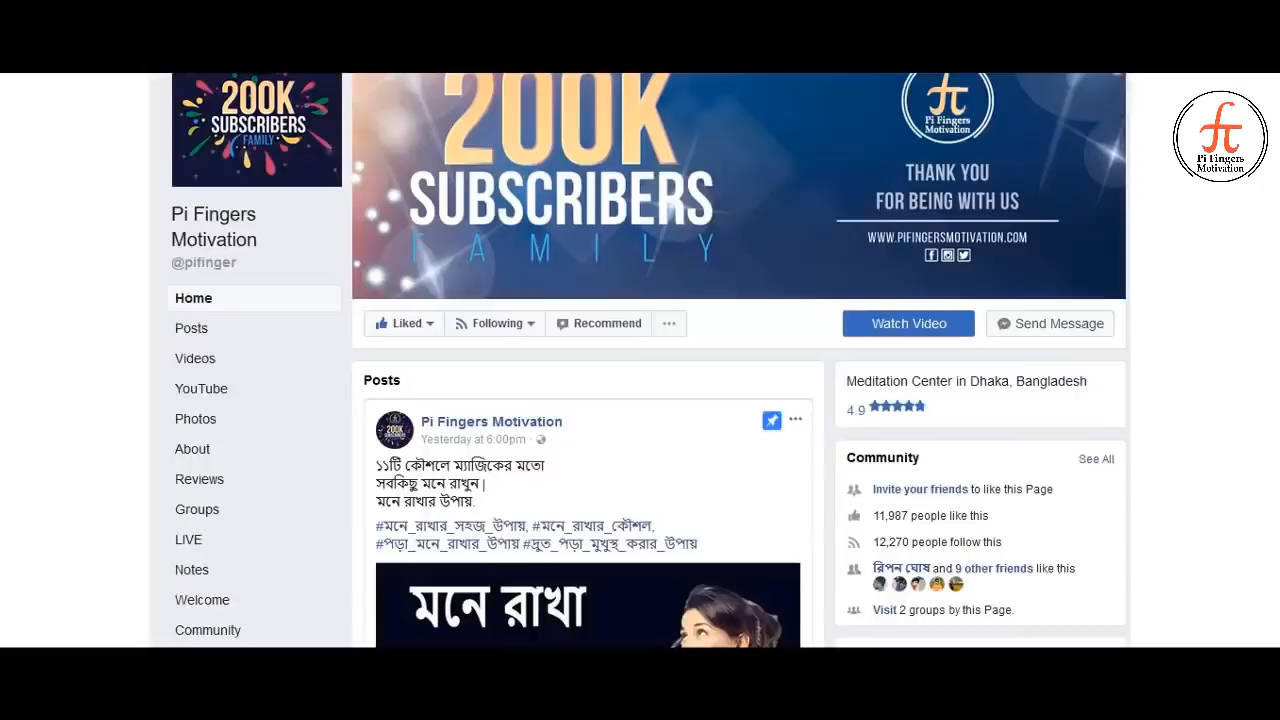 200K
SUBSCRIBERS
FAMILY
Pi Fingers
Motivation
@pifinger
Home
Posts
Videos
YouTube
Photos
About
Reviews
Groups
LIVE
Notes
Welcome
Community
200K
SUBSCRIBERS
FAMILY
Pi Fingers
Motivation
THANK YOU
FOR BEING WITH US
WWW.PIFINGERSMOTIVATION.COM
Liked
Following
Recommend
Watch Video
Send Message
Posts
Pi Fingers Motivation
Yesterday at 6:00pm
১১টি কৌশলে ম্যাজিকের মতো
সবকিছু মনে রাখুন|
মনে রাখার উপায়.
#মনে_রাখার_সহজ_উপায়, #মনে_রাখার_কৌশল,
#পড়া_মনে_রাখার_উপায় #দ্রুত_পড়া_মুখুস্থ_করার_উপায়
মনে রাখা
Meditation Center in Dhaka, Bangladesh
4.9
Community
See All
Invite your friends to like this Page
11,987 people like this
12,270 people follow this
রিপন ঘোষ and 9 other friends like this
Visit 2 groups by this Page.
Pi Fingers
Motivation